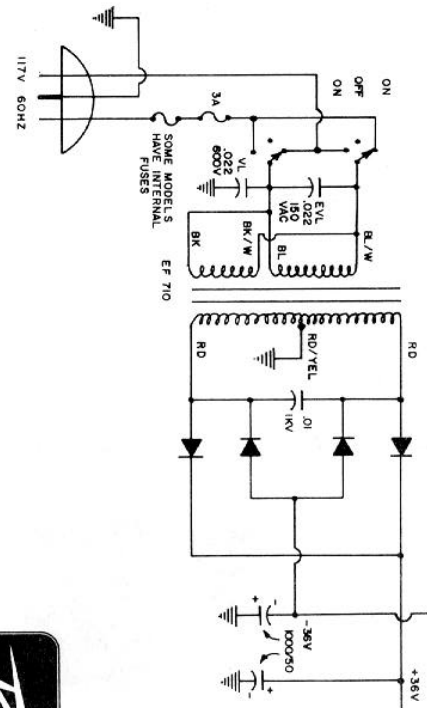 117V 60HZ
3A
SOME MODELS
HAVE INTERNAL
FUSES
ON
OFF
ON
VL
.022
600V
EVL
.022
150
VAC
BK
BK/W
BL
BL/W
EF 710
RD
RD/YEL
RD
.01
1KV
-36V
1000/50
+36V
+
-
-
+